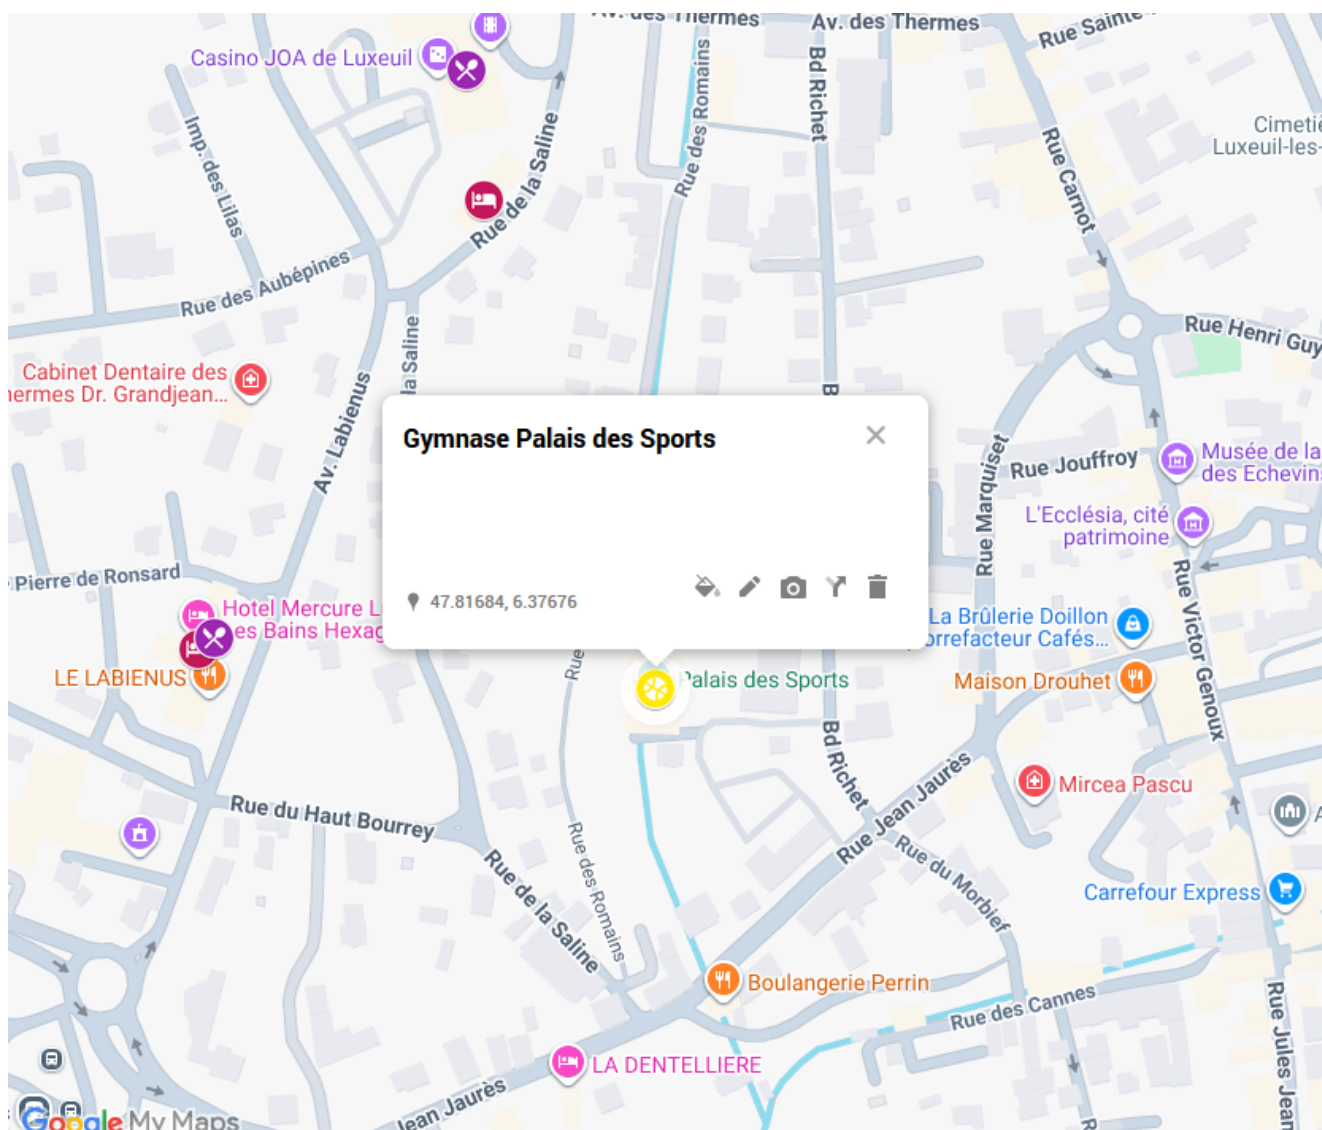 Av. des Thermes
Av. des Thermes
Rue Sainte
Casino JOA de Luxeuil
Bd Richet
Rue des Romains
Imp. des Lilas
Rue de la Saline
Rue Carnot
Cimetiè
Luxeuil-les-
Rue des Aubépines
la Saline
Rue Henri Guy
Cabinet Dentaire des
hermes Dr. Grandjean...
Av. Labienus
B
Gymnase Palais des Sports
Rue Marquiset
Rue Jouffroy
Musée de la
des Echevins
L'Ecclésia, cité
patrimoine
Pierre de Ronsard
47.81684, 6.37676
Hotel Mercure L
es Bains Hexag
La Brûlerie Doillon
orrefacteur Cafés...
Rue Victor Genoux
Rue
LE LABIENUS
Palais des Sports
Maison Drouhet
Bd Richet
Mircea Pascu
Rue du Haut Bourrey
Rue Jean Jaurès
A
Rue des Romains
Rue de la Saline
Rue du Morbief
Carrefour Express
Boulangerie Perrin
Rue des Cannes
Rue Jules Jean
LA DENTELLIERE
Jean Jaurès
R
Google My Maps